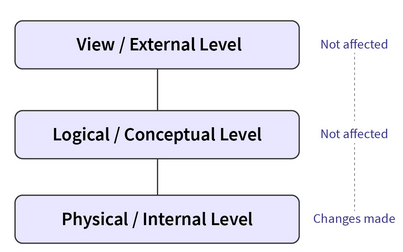 View / External Level
Not affected
Logical / Conceptual Level
Not affected
Physical / Internal Level
Changes made